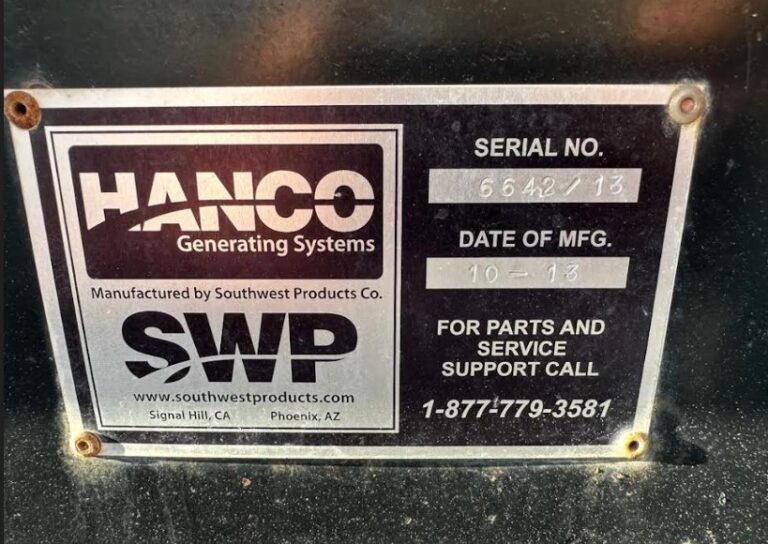 HANCO
Generating Systems
Manufactured by Southwest Products Co.
SWP
www.southwestproducts.com
Signal Hill, CA Phoenix, AZ
SERIAL NO.
6642/13
DATE OF MFG.
10-13
FOR PARTS AND
SERVICE
SUPPORT CALL
1-877-779-3581